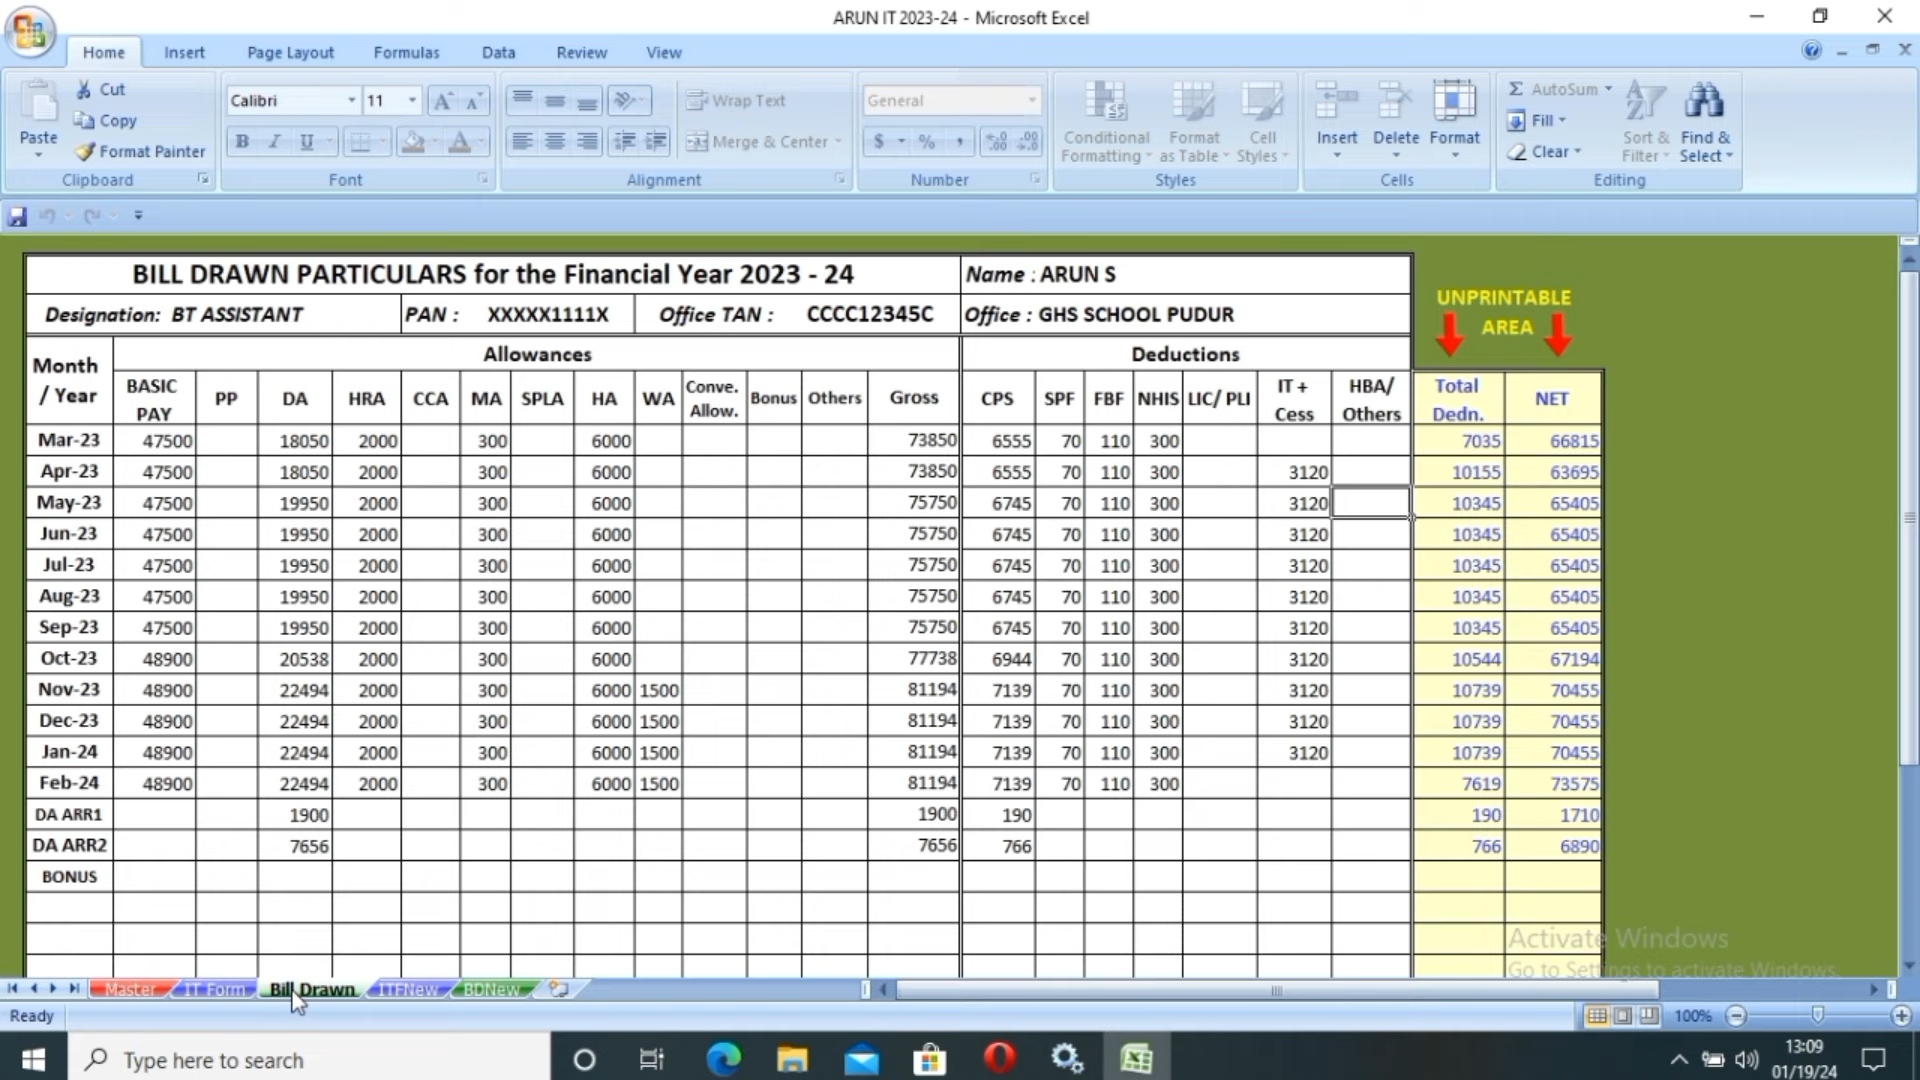 ARUN IT 2023-24 - Microsoft Excel
Home Insert Page Layout Formulas Data Review View
Paste
Cut
Copy
Format Painter
Clipboard
Calibri 11
B I U
Font
Wrap Text
Merge & Center
Alignment
General
$ % ,
Number
Conditional Formatting
Format as Table
Cell Styles
Styles
Insert Delete Format
Cells
Σ AutoSum
Fill
Clear
Sort & Filter
Find & Select
Editing
BILL DRAWN PARTICULARS for the Financial Year 2023 - 24 Name : ARUN S
Designation: BT ASSISTANT PAN : XXXXX1111X Office TAN : CCCC12345C Office : GHS SCHOOL PUDUR
UNPRINTABLE
AREA
Month / Year Allowances Deductions
BASIC PAY PP DA HRA CCA MA SPLA HA WA Conve. Allow. Bonus Others Gross CPS SPF FBF NHIS LIC/ PLI IT + Cess HBA/ Others Total Dedn. NET
Mar-23 47500 18050 2000 300 6000 73850 6555 70 110 300 7035 66815
Apr-23 47500 18050 2000 300 6000 73850 6555 70 110 300 3120 10155 63695
May-23 47500 19950 2000 300 6000 75750 6745 70 110 300 3120 10345 65405
Jun-23 47500 19950 2000 300 6000 75750 6745 70 110 300 3120 10345 65405
Jul-23 47500 19950 2000 300 6000 75750 6745 70 110 300 3120 10345 65405
Aug-23 47500 19950 2000 300 6000 75750 6745 70 110 300 3120 10345 65405
Sep-23 47500 19950 2000 300 6000 75750 6745 70 110 300 3120 10345 65405
Oct-23 48900 20538 2000 300 6000 77738 6944 70 110 300 3120 10544 67194
Nov-23 48900 22494 2000 300 6000 1500 81194 7139 70 110 300 3120 10739 70455
Dec-23 48900 22494 2000 300 6000 1500 81194 7139 70 110 300 3120 10739 70455
Jan-24 48900 22494 2000 300 6000 1500 81194 7139 70 110 300 3120 10739 70455
Feb-24 48900 22494 2000 300 6000 1500 81194 7139 70 110 300 7619 73575
DA ARR1 1900 1900 190 190 1710
DA ARR2 7656 7656 766 766 6890
BONUS
Activate Windows
Go to Settings to activate Windows.
Master IT Form Bill Drawn ITFNew BDNew
Ready 100%
Type here to search
13:09
01/19/24